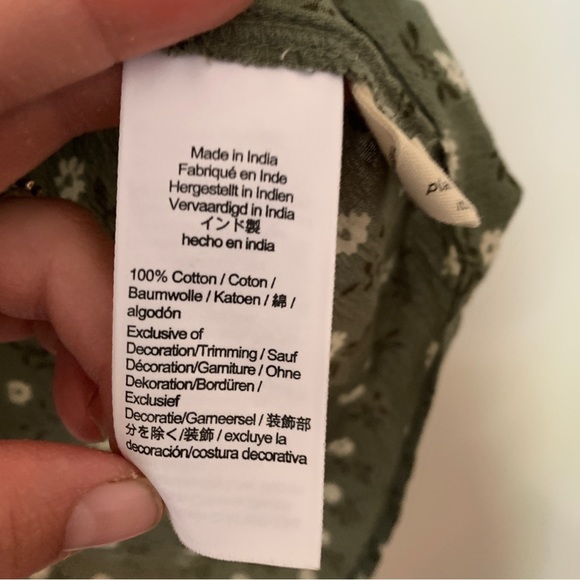 Made in India
Fabriqué en Inde
Hergestellt in Indien
Vervaardigd in India
インド製
hecho en india
100% Cotton / Coton /
Baumwolle / Katoen / 綿 /
algodón
Exclusive of
Decoration/Trimming / Sauf
Décoration/Garniture / Ohne
Dekoration/Bordüren /
Exclusief
Decoratie/Garneersel / 装飾部
分を除く/装飾 / excluye la
decoración/costura decorativa